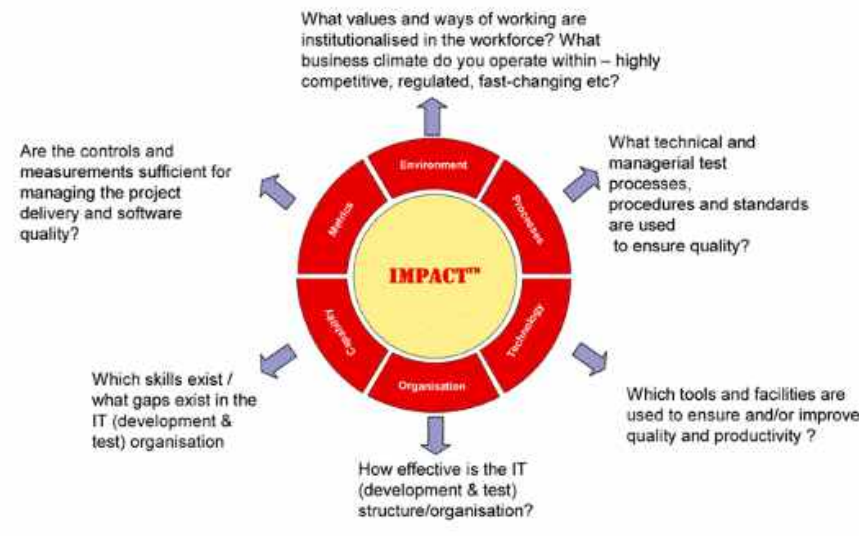 What values and ways of working are
institutionalised in the workforce? What
business climate do you operate within – highly
competitive, regulated, fast-changing etc?
Are the controls and
measurements sufficient for
managing the project
delivery and software
quality?
What technical and
managerial test
processes,
procedures and standards
are used
to ensure quality?
Environment
Metrics
Processes
IMPACT™
Capability
Technology
Organisation
Which skills exist /
what gaps exist in the
IT (development &
test) organisation
Which tools and facilities are
used to ensure and/or improve
quality and productivity ?
How effective is the IT
(development & test)
structure/organisation?